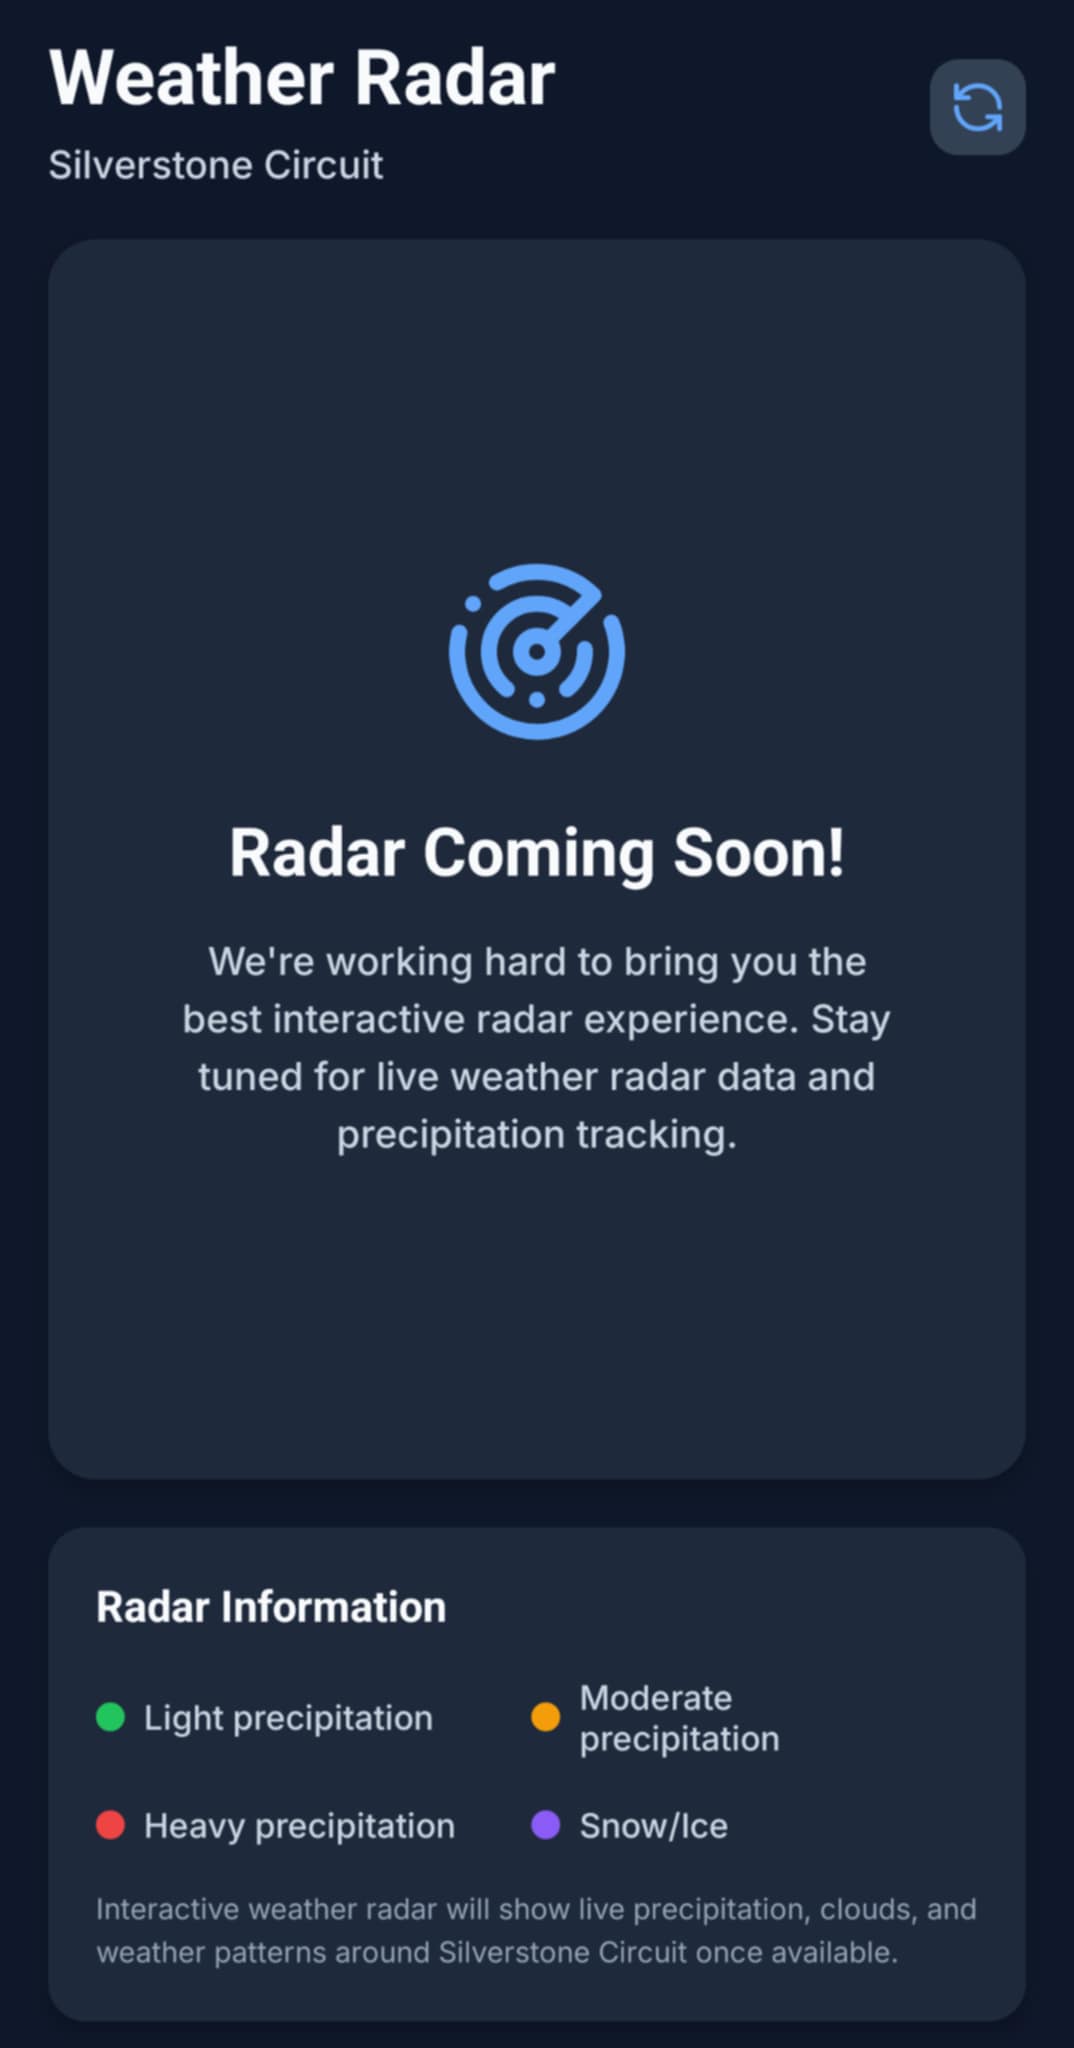 Weather Radar
Silverstone Circuit
Radar Coming Soon!
We're working hard to bring you the
best interactive radar experience. Stay
tuned for live weather radar data and
precipitation tracking.
Radar Information
Light precipitation
Moderate
precipitation
Heavy precipitation
Snow/Ice
Interactive weather radar will show live precipitation, clouds, and
weather patterns around Silverstone Circuit once available.